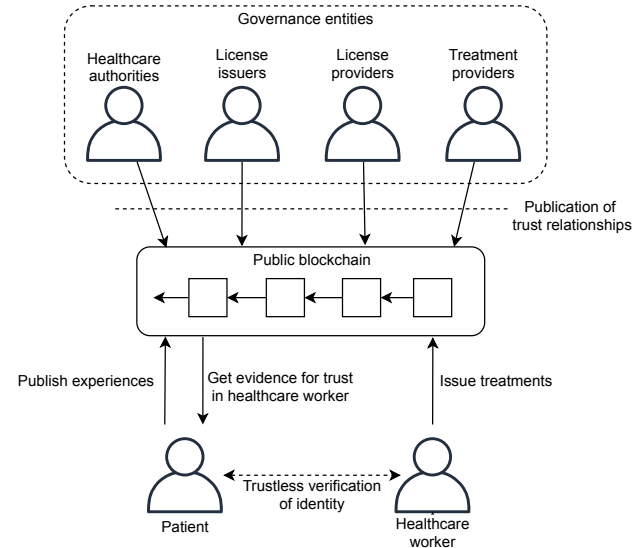 Governance entities
Healthcare
authorities
License
issuers
License
providers
Treatment
providers
Publication of
trust relationships
Public blockchain
Publish experiences
Get evidence for trust
in healthcare worker
Issue treatments
Trustless verification
of identity
Patient
Healthcare
worker